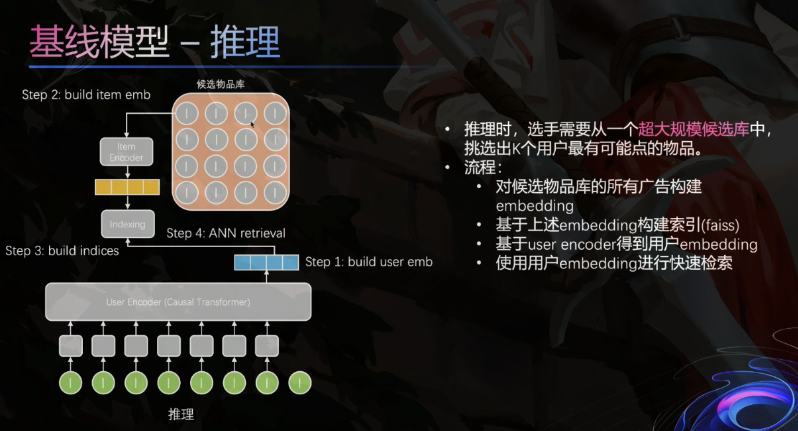 基线模型 – 推理
候选物品库
Step 2: build item emb
Item
Encoder
Indexing
Step 4: ANN retrieval
Step 3: build indices
Step 1: build user emb
User Encoder (Causal Transformer)
推理
• 推理时，选手需要从一个超大规模候选库中，
挑选出K个用户最有可能点的物品。
• 流程：
• 对候选物品库的所有广告构建
embedding
• 基于上述embedding构建索引(faiss)
• 基于user encoder得到用户embedding
• 使用用户embedding进行快速检索